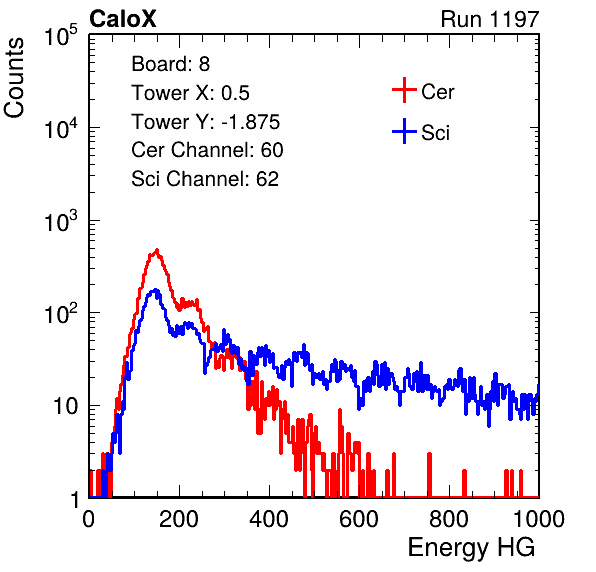 CaloX Run 1197
Counts
10^5
10^4
10^3
10^2
10
1
Board: 8
Tower X: 0.5
Tower Y: -1.875
Cer Channel: 60
Sci Channel: 62
Cer
Sci
0 200 400 600 800 1000
Energy HG